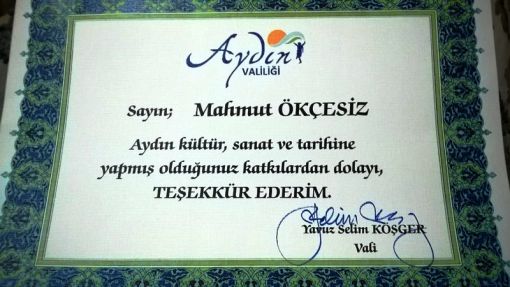 Aydın
VALİLİĞİ
Sayın; Mahmut ÖKÇESİZ
Aydın kültür, sanat ve tarihine
yapmış olduğunuz katkılardan dolayı,
TEŞEKKÜR EDERİM.
Yavuz Selim KÖŞGER
Vali